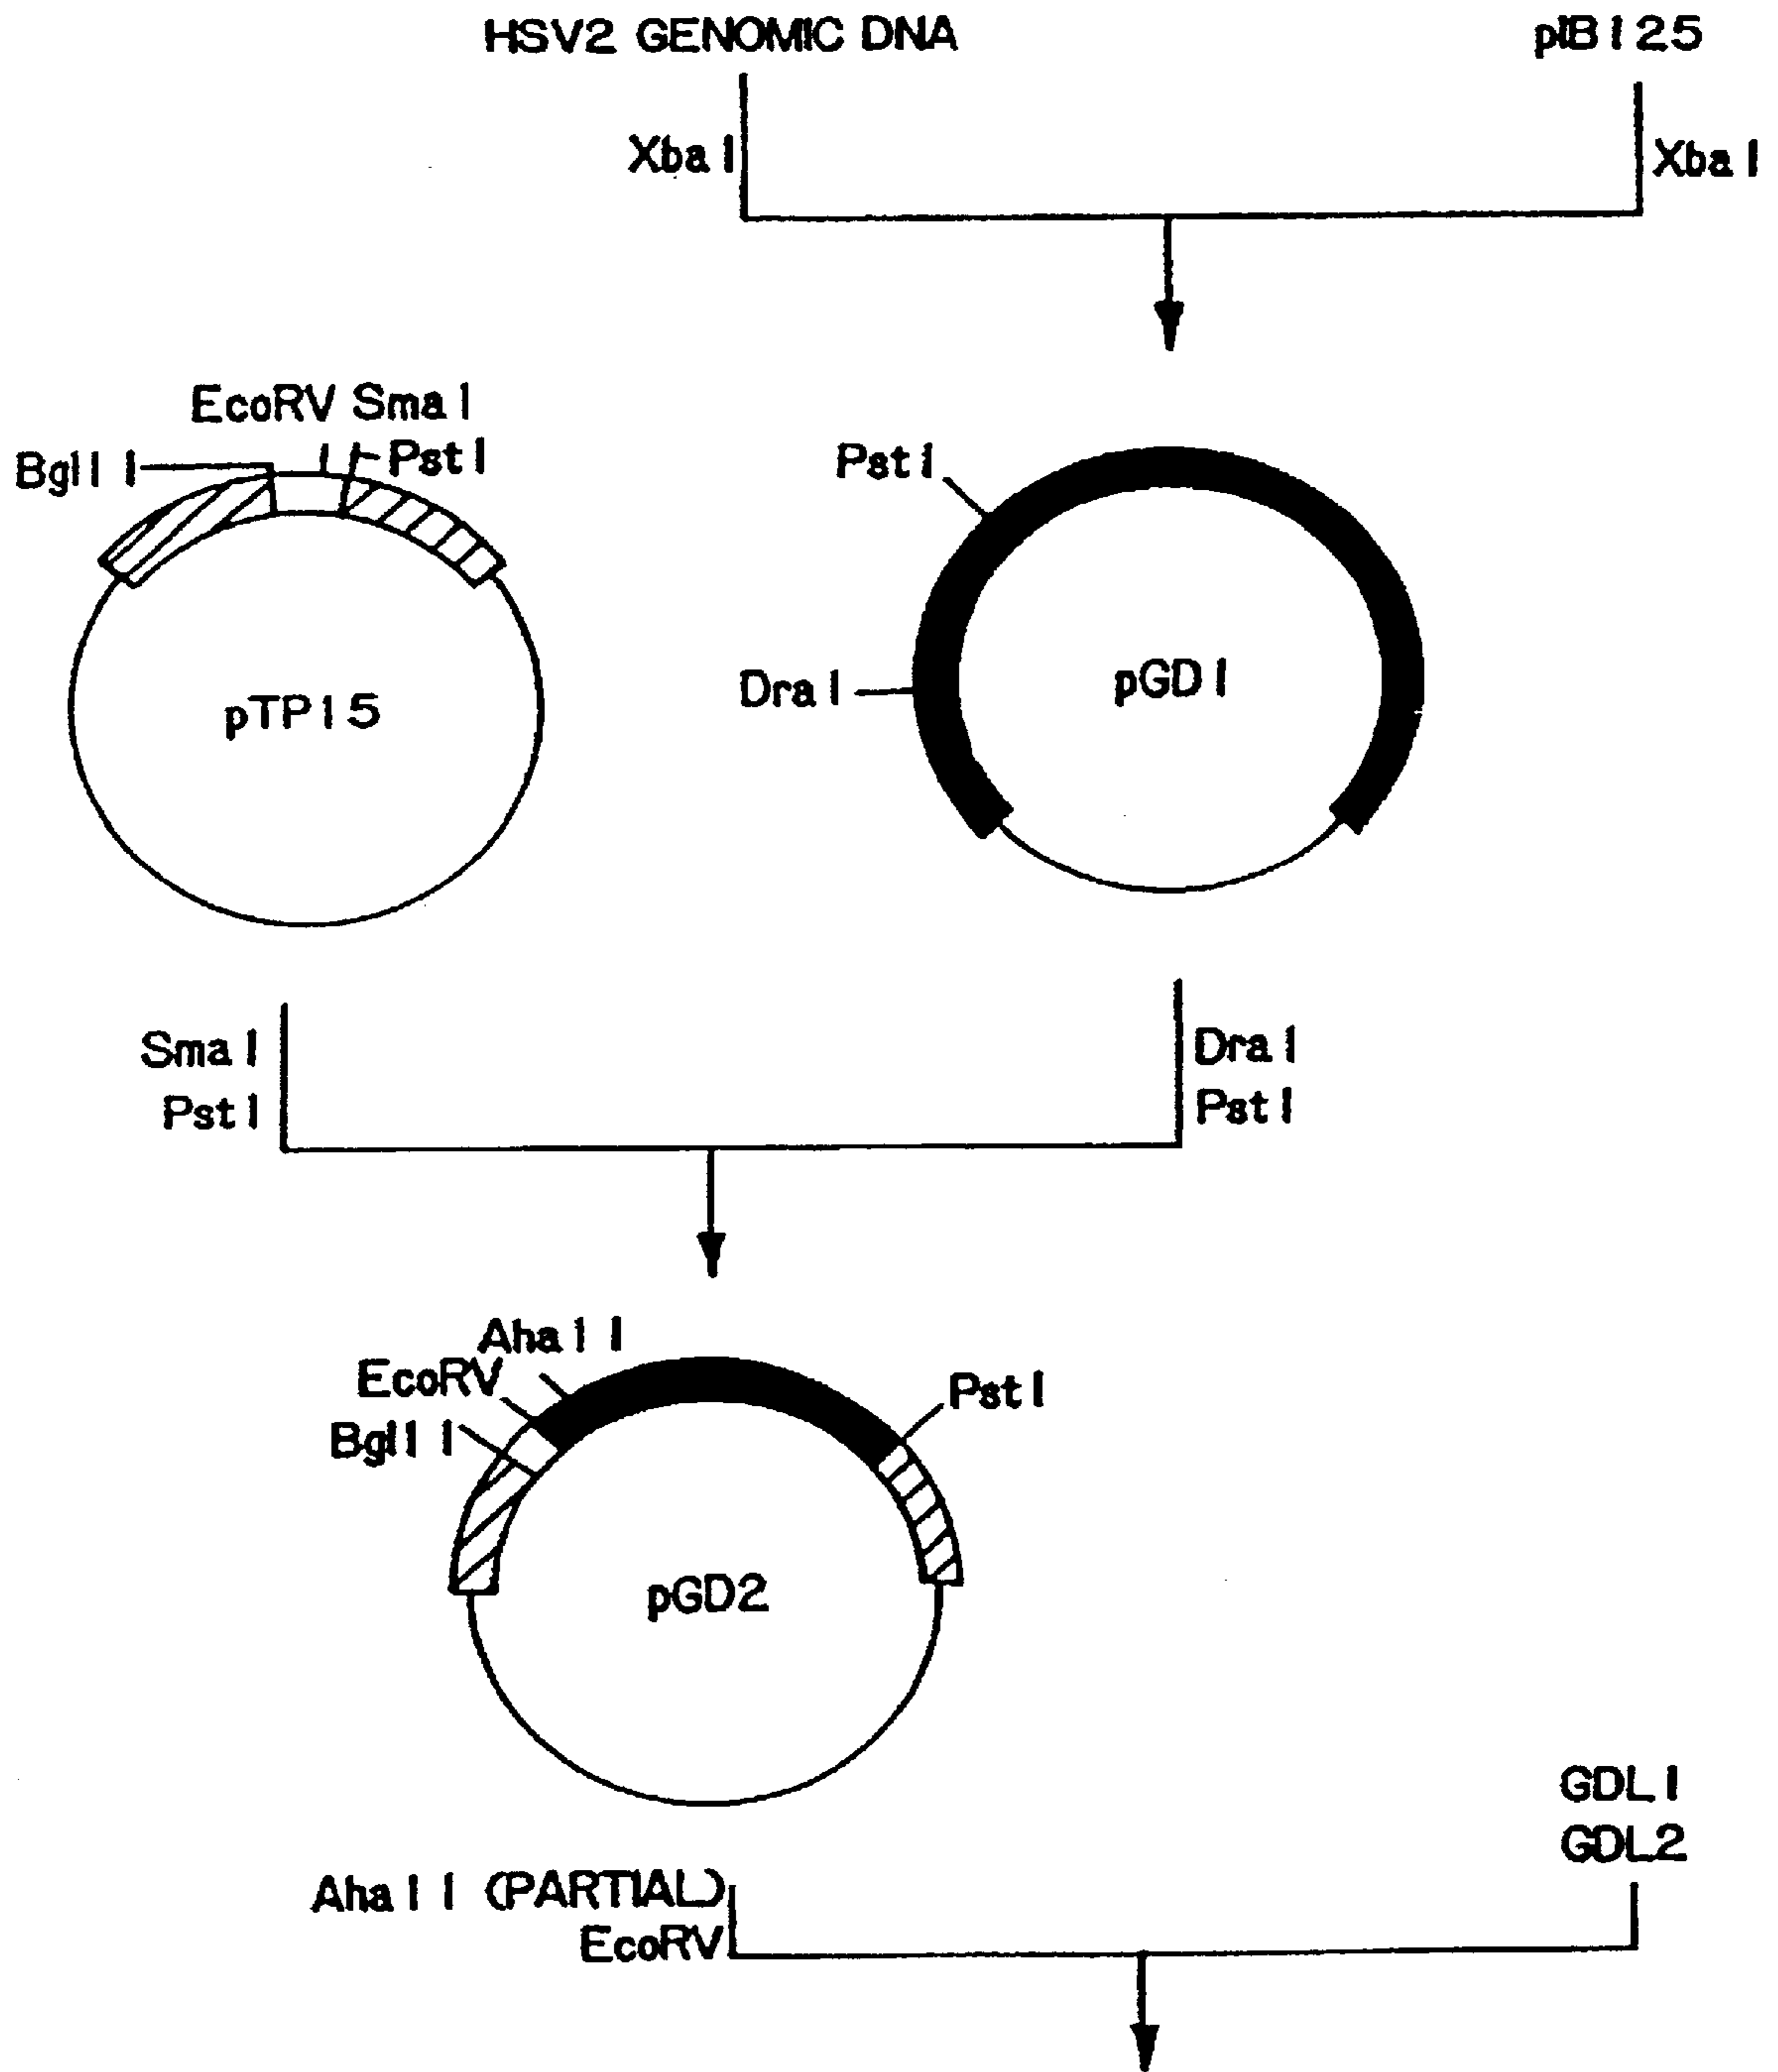 HSV2 GENOMIC DNA
pIB125
XbaI
XbaI
EcoRV SmaI
BglII
PstI
pTP15
PstI
DraI
pGD1
SmaI
PstI
DraI
PstI
AhaII
EcoRV
BglII
PstI
pGD2
GDL1
GDL2
AhaII (PARTIAL)
EcoRV